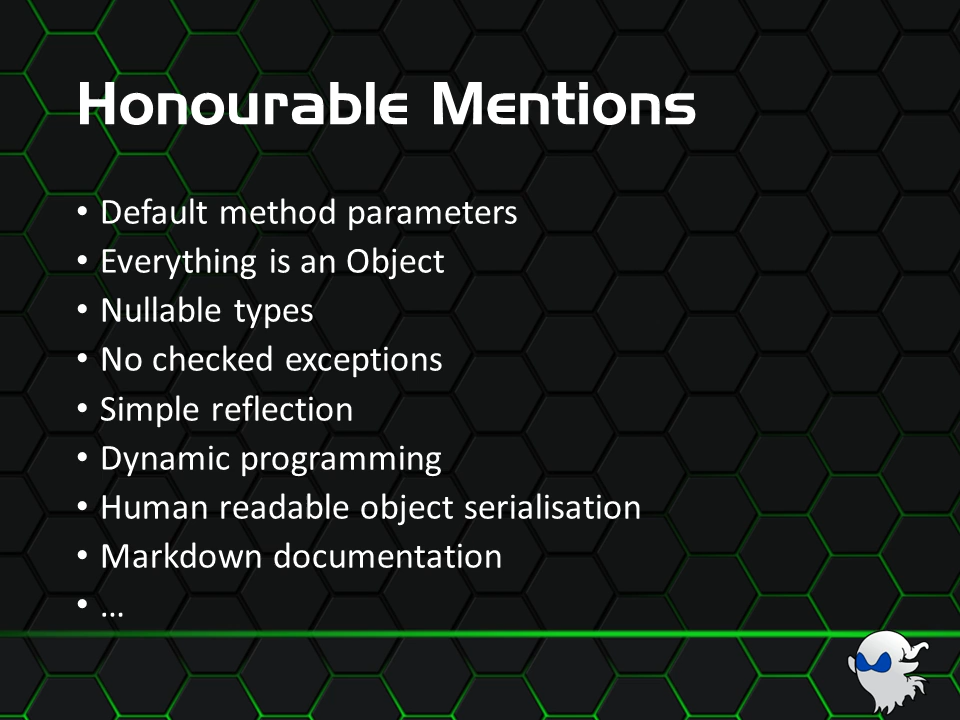 Honourable Mentions
• Default method parameters
• Everything is an Object
• Nullable types
• No checked exceptions
• Simple reflection
• Dynamic programming
• Human readable object serialisation
• Markdown documentation
• …